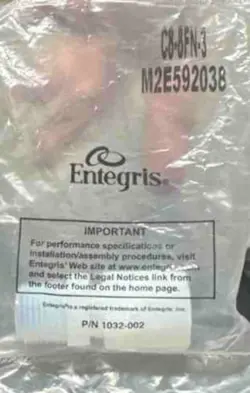 C8-8FN-3
M2E592038
Entegris®
IMPORTANT
For performance specifications or
installation/assembly procedures, visit
Entegris' Web site at www.entegris
and select the Legal Notices link from
the footer found on the home page.
Entegris® is a registered trademark of Entegris, Inc.
P/N 1032-002